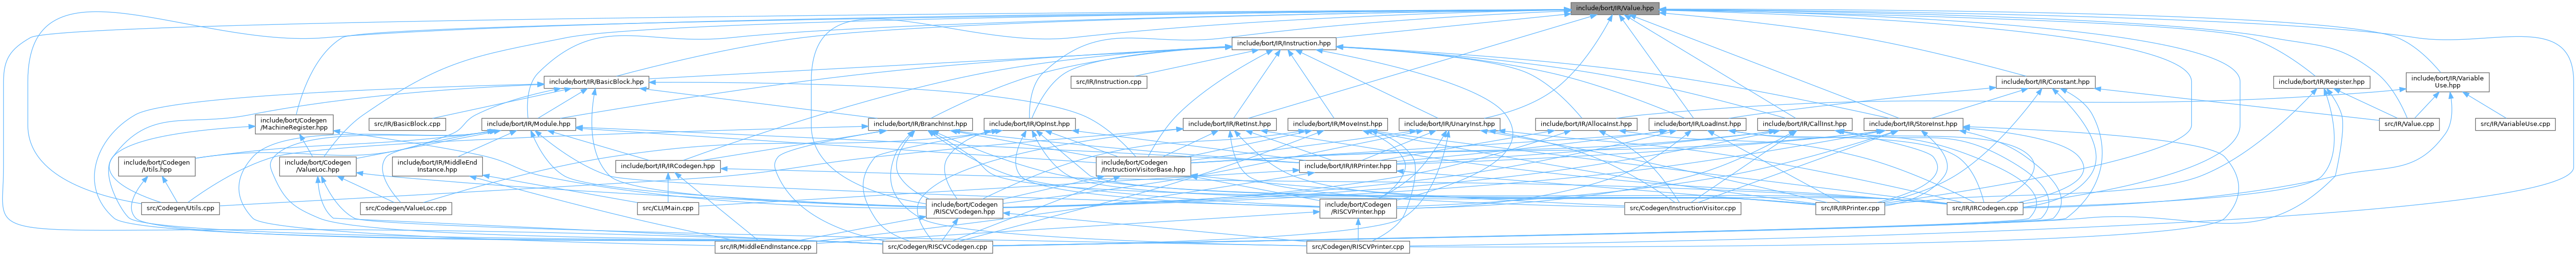 include/bort/IR/Value.hpp
include/bort/IR/Instruction.hpp
include/bort/IR/BasicBlock.hpp
src/IR/Instruction.cpp
include/bort/IR/Constant.hpp
include/bort/IR/Register.hpp
include/bort/IR/Variable
Use.hpp
include/bort/Codegen
/MachineRegister.hpp
src/IR/BasicBlock.cpp
include/bort/IR/Module.hpp
include/bort/IR/BranchInst.hpp
include/bort/IR/OpInst.hpp
include/bort/IR/RetInst.hpp
include/bort/IR/MoveInst.hpp
include/bort/IR/UnaryInst.hpp
include/bort/IR/AllocaInst.hpp
include/bort/IR/LoadInst.hpp
include/bort/IR/CallInst.hpp
include/bort/IR/StoreInst.hpp
src/IR/Value.cpp
src/IR/VariableUse.cpp
include/bort/Codegen
/Utils.hpp
include/bort/Codegen
/ValueLoc.hpp
include/bort/IR/MiddleEnd
Instance.hpp
include/bort/IR/IRCodegen.hpp
include/bort/Codegen
/InstructionVisitorBase.hpp
include/bort/IR/IRPrinter.hpp
src/Codegen/Utils.cpp
src/Codegen/ValueLoc.cpp
src/CLI/Main.cpp
include/bort/Codegen
/RISCVCodegen.hpp
include/bort/Codegen
/RISCVPrinter.hpp
src/Codegen/InstructionVisitor.cpp
src/IR/IRPrinter.cpp
src/IR/IRCodegen.cpp
src/IR/MiddleEndInstance.cpp
src/Codegen/RISCVCodegen.cpp
src/Codegen/RISCVPrinter.cpp